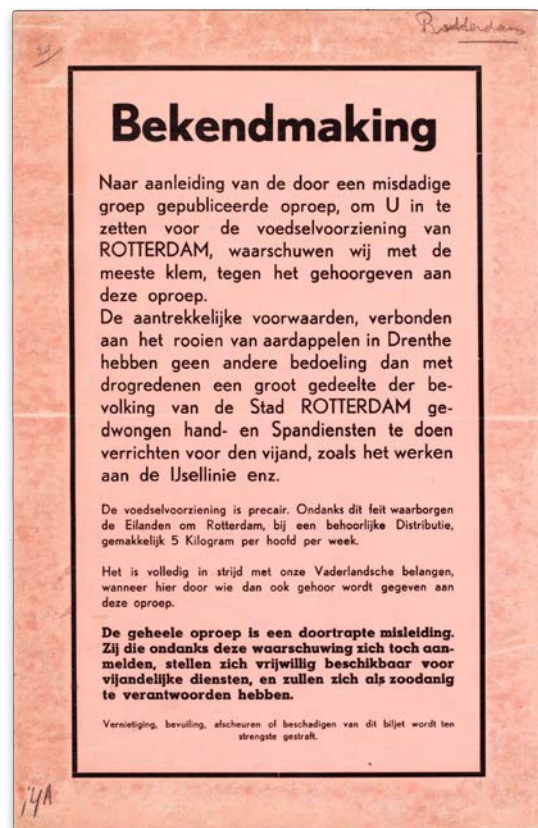 Rotterdam
Bekendmaking
Naar aanleiding van de door een misdadige
groep gepubliceerde oproep, om U in te
zetten voor de voedselvoorziening van
ROTTERDAM, waarschuwen wij met de
meeste klem, tegen het gehoorgeven aan
deze oproep.
De aantrekkelijke voorwaarden, verbonden
aan het rooien van aardappelen in Drenthe
hebben geen andere bedoeling dan met
drogredenen een groot gedeelte der be-
volking van de Stad ROTTERDAM ge-
dwongen hand- en Spandiensten te doen
verrichten voor den vijand, zoals het werken
aan de IJsellinie enz.
De voedselvoorziening is precair. Ondanks dit feit waarborgen
de Eilanden om Rotterdam, bij een behoorlijke Distributie,
gemakkelijk 5 Kilogram per hoofd per week.
Het is volledig in strijd met onze Vaderlandsche belangen,
wanneer hier door wie dan ook gehoor wordt gegeven aan
deze oproep.
De geheele oproep is een doortrapte misleiding.
Zij die ondanks deze waarschuwing zich toch aan-
melden, stellen zich vrijwillig beschikbaar voor
vijandelijke diensten, en zullen zich als zoodanig
te verantwoorden hebben.
Vernietiging, bevuiling, afscheuren of beschadigen van dit biljet wordt ten
strengste gestraft.